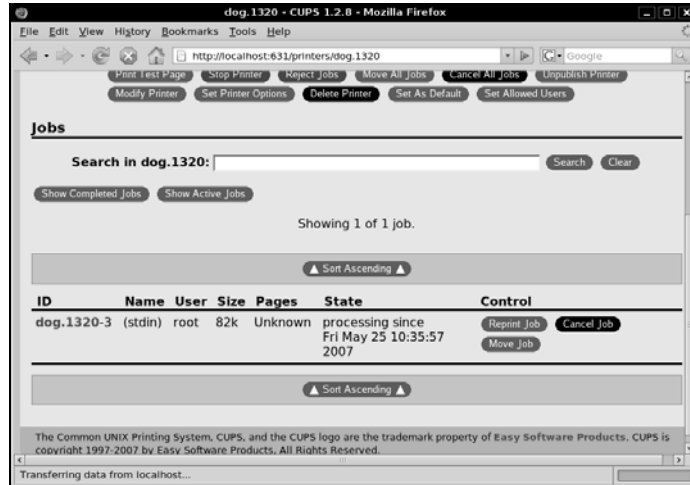 dog.1320 - CUPS 1.2.8 - Mozilla Firefox
File Edit View History Bookmarks Tools Help
http://localhost:631/printers/dog.1320
Google
Print Test Page Stop Printer Reject Jobs Move All Jobs Cancel All Jobs Unpublish Printer
Modify Printer Set Printer Options Delete Printer Set As Default Set Allowed Users
Jobs
Search in dog.1320: Search Clear
Show Completed Jobs Show Active Jobs
Showing 1 of 1 job.
▲ Sort Ascending ▲
ID Name User Size Pages State Control
dog.1320-3 (stdin) root 82k Unknown processing since Reprint Job Cancel Job
Fri May 25 10:35:57 Move Job
2007
▲ Sort Ascending ▲
The Common UNIX Printing System, CUPS, and the CUPS logo are the trademark property of Easy Software Products. CUPS is
copyright 1997-2007 by Easy Software Products, All Rights Reserved.
Transferring data from localhost...